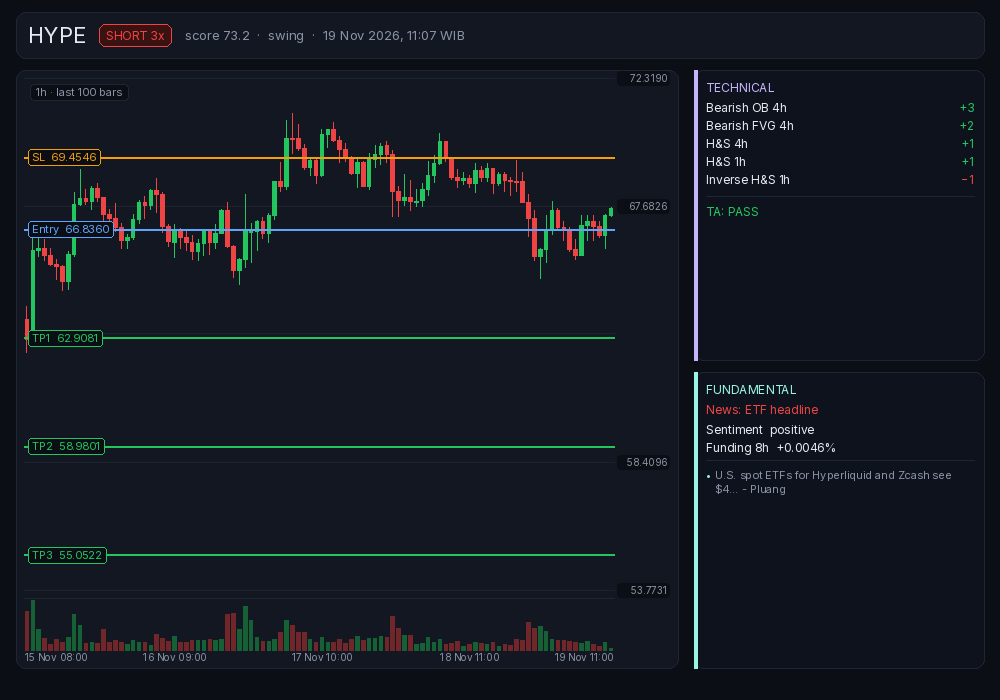 HYPE SHORT 3x score 73.2 · swing · 19 Nov 2026, 11:07 WIB
1h · last 100 bars
72.3190
SL 69.4546
67.6826
Entry 66.8360
TP1 62.9081
TP2 58.9801
58.4096
TP3 55.0522
53.7731
15 Nov 08:00 16 Nov 09:00 17 Nov 10:00 18 Nov 11:00 19 Nov 11:00
TECHNICAL
Bearish OB 4h +3
Bearish FVG 4h +2
H&S 4h +1
H&S 1h +1
Inverse H&S 1h −1
TA: PASS
FUNDAMENTAL
News: ETF headline
Sentiment positive
Funding 8h +0.0046%
• U.S. spot ETFs for Hyperliquid and Zcash see
$4... - Pluang